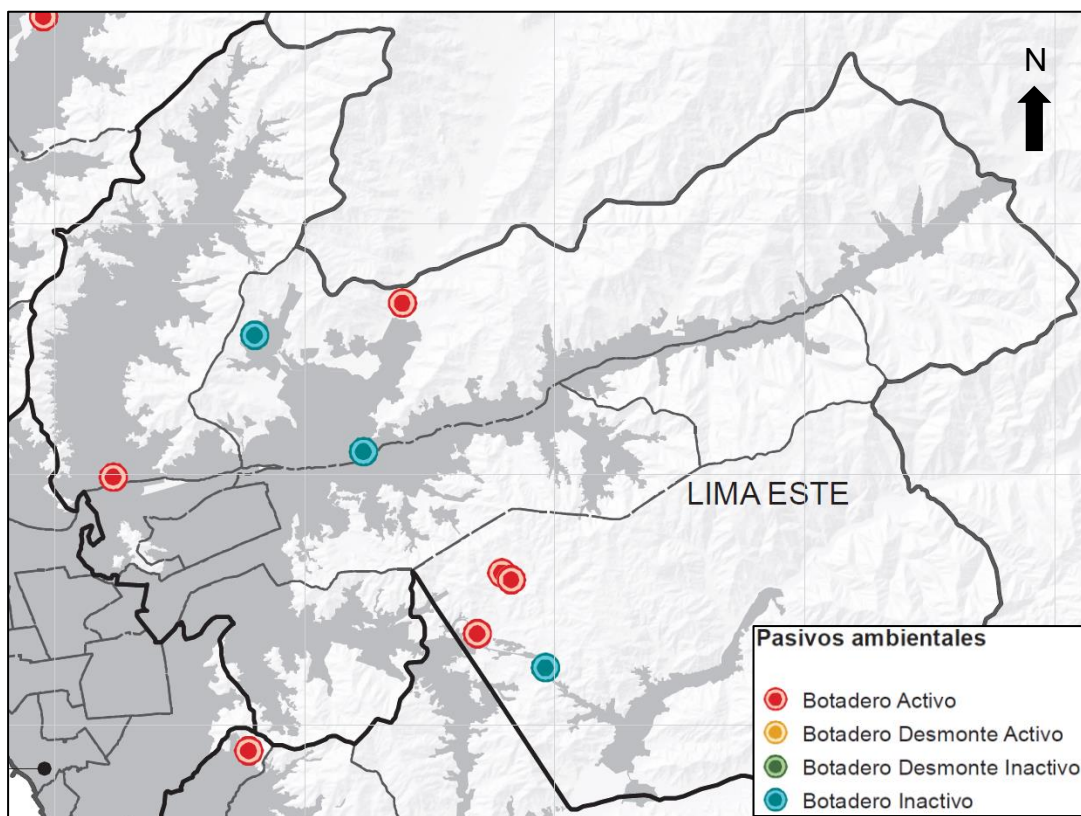 N
LIMA ESTE
Pasivos ambientales
Botadero Activo
Botadero Desmonte Activo
Botadero Desmonte Inactivo
Botadero Inactivo